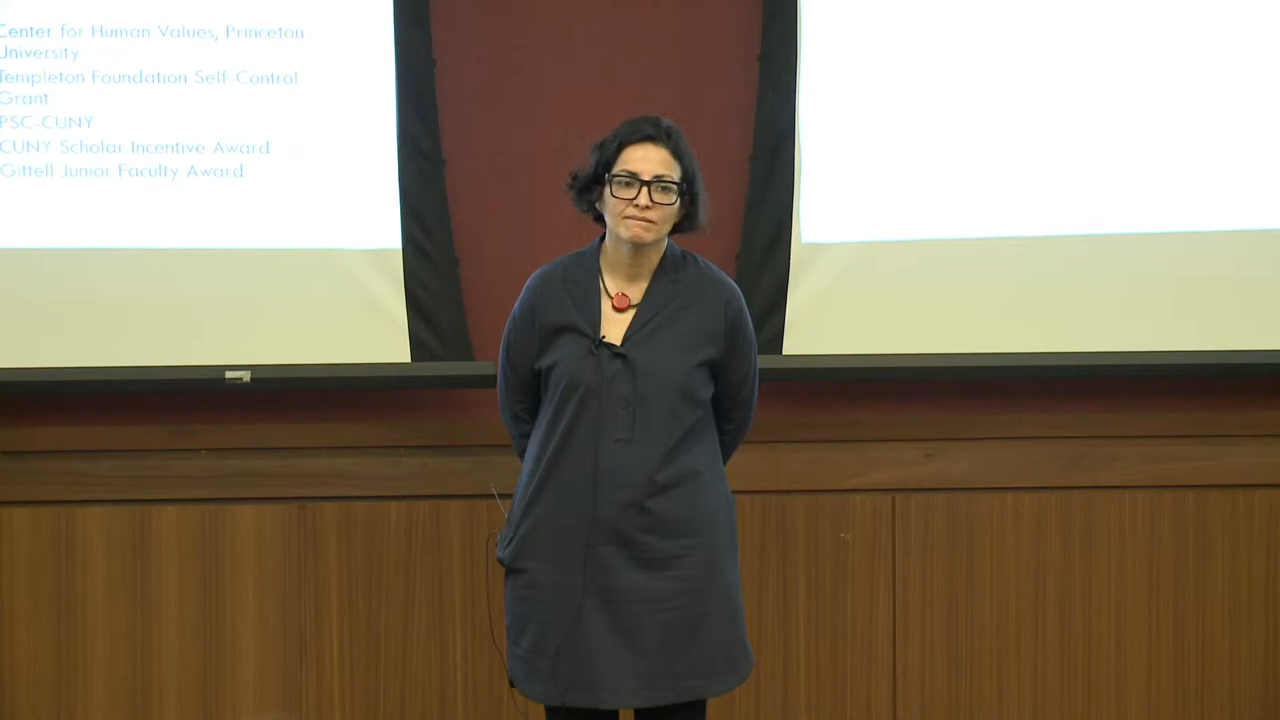 Center for Human Values, Princeton
University
Templeton Foundation Self-Control
Grant
PSC-CUNY
CUNY Scholar Incentive Award
Gittell Junior Faculty Award